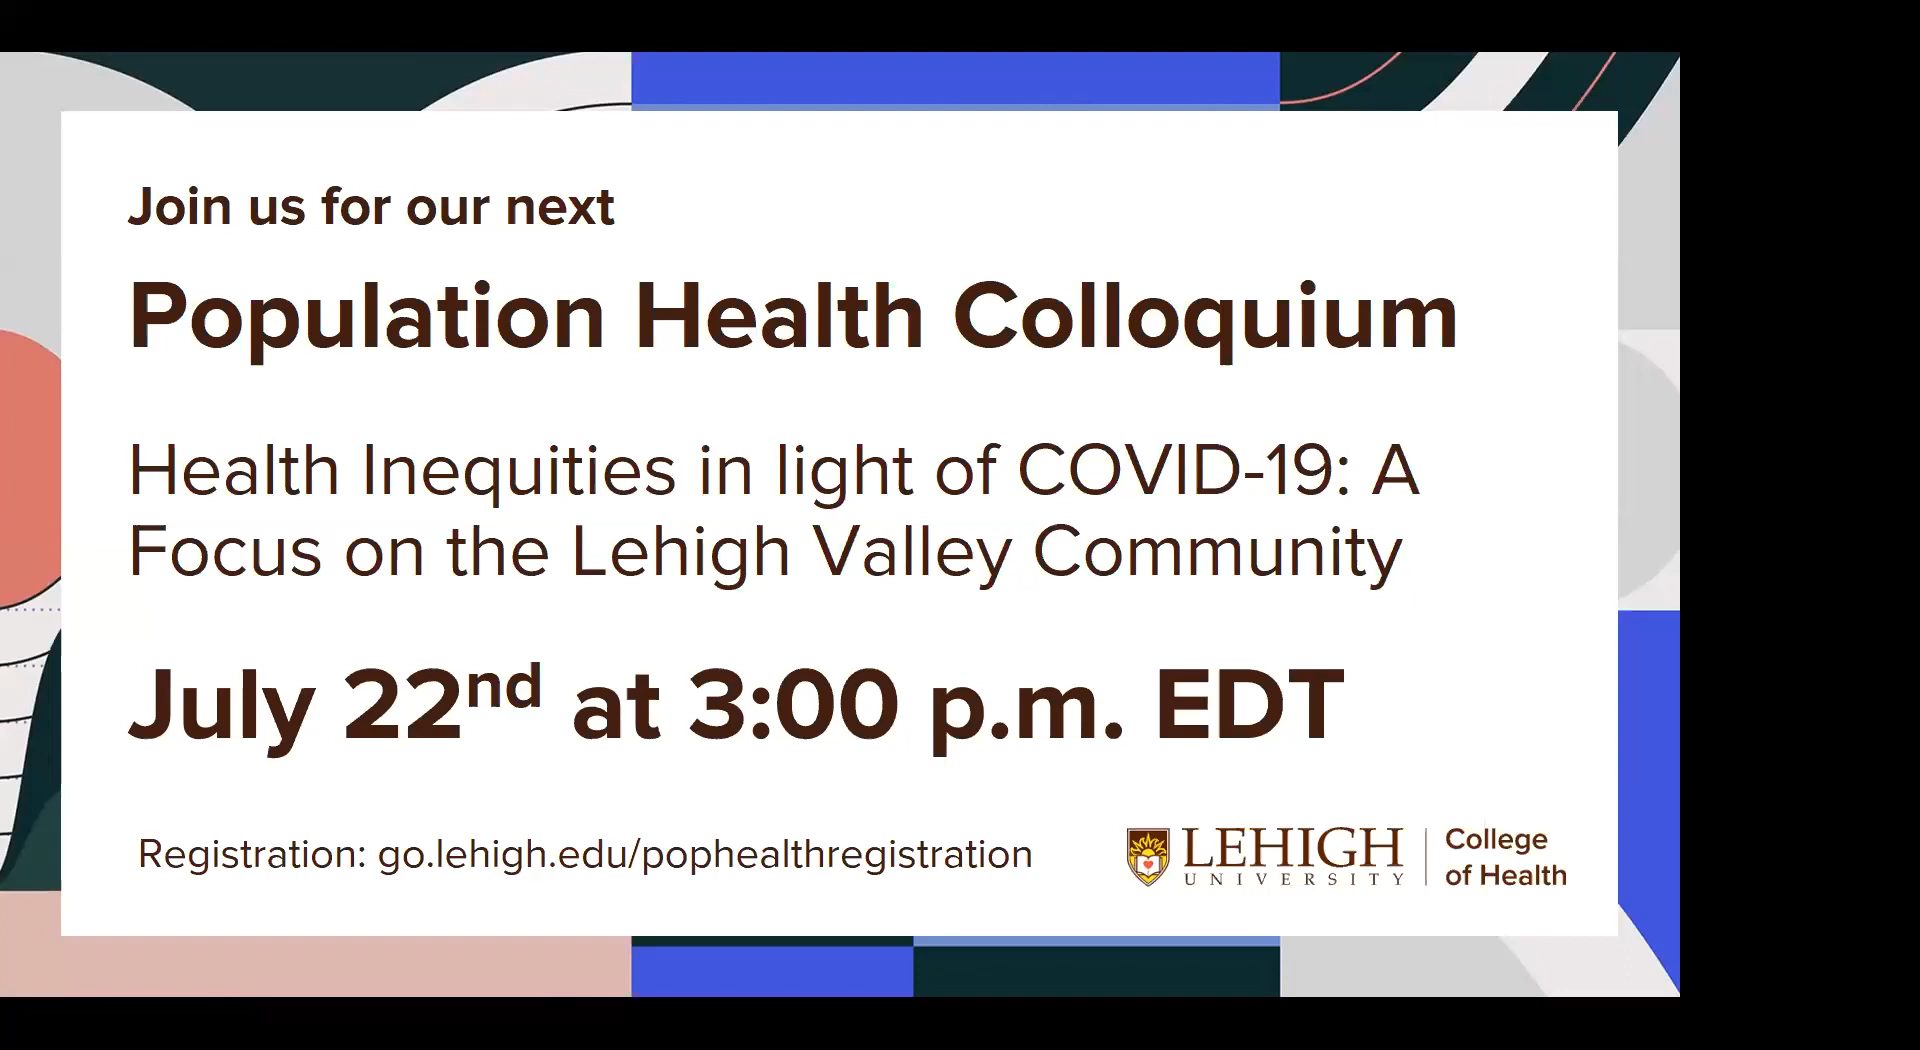 Join us for our next
Population Health Colloquium
Health Inequities in light of COVID-19: A
Focus on the Lehigh Valley Community
July 22nd at 3:00 p.m. EDT
Registration: go.lehigh.edu/pophealthregistration
LEHIGH
UNIVERSITY
College
of Health